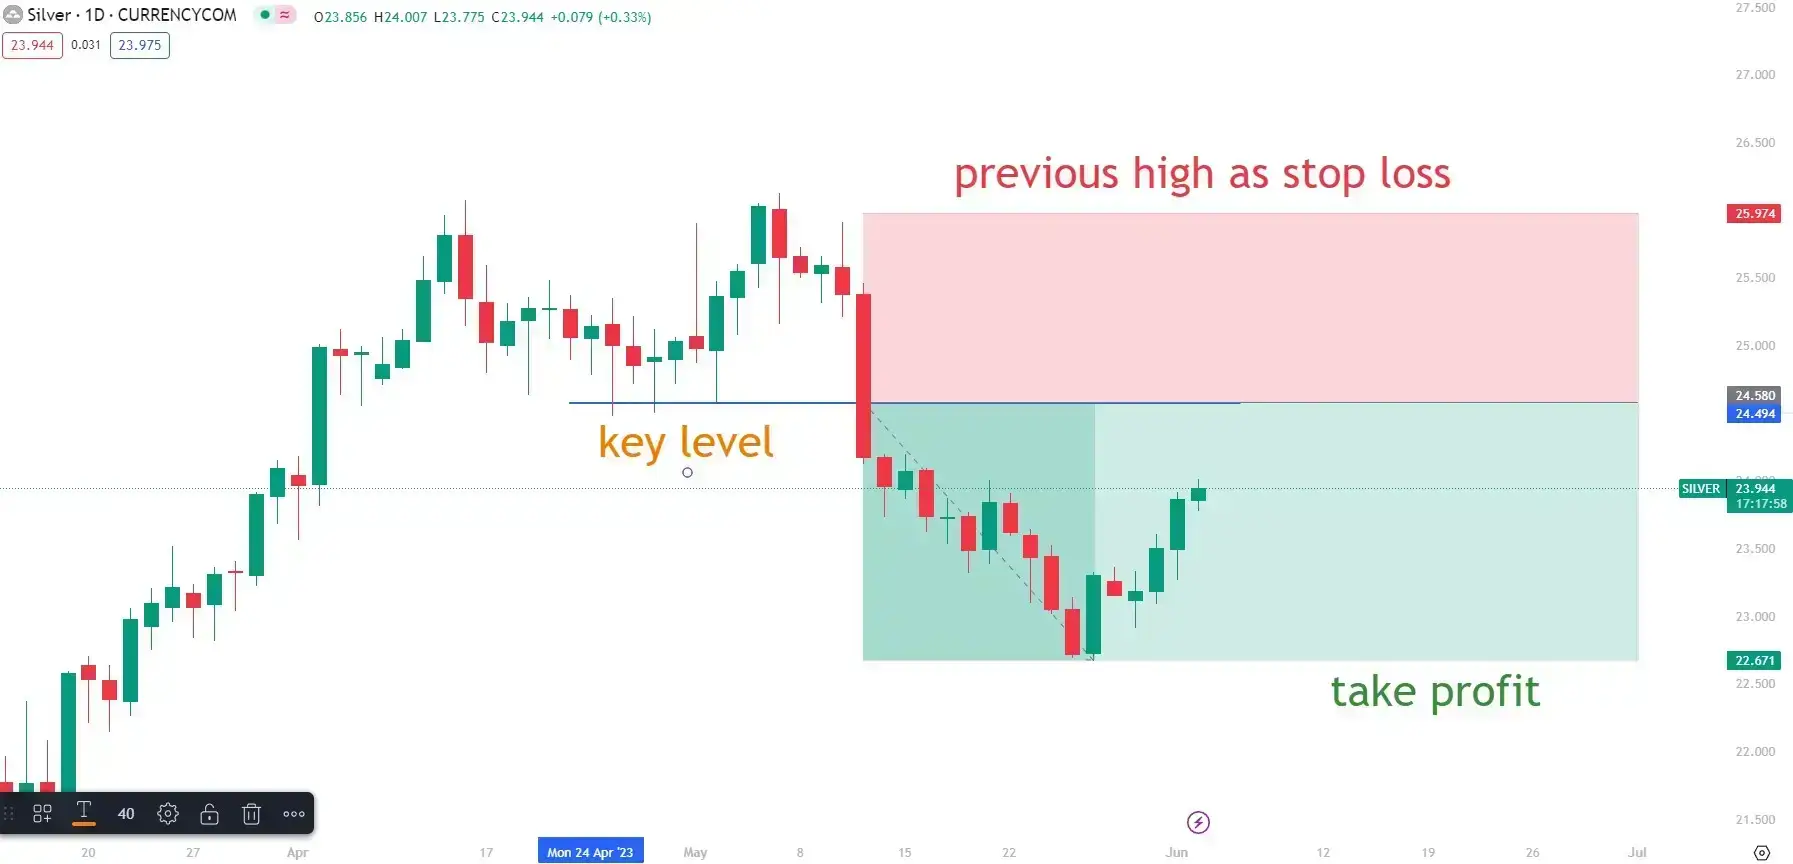 Silver · 1D · CURRENCYCOM
O23.856 H24.007 L23.775 C23.944 +0.079 (+0.33%)
23.944 0.031 23.975
27.500
27.000
26.500
previous high as stop loss
25.974
25.500
25.000
24.580
24.494
key level
SILVER 23.944
17:17:58
23.500
23.000
22.671
22.500
take profit
22.000
21.500
T 40
20 27 Apr 17 Mon 24 Apr '23 May 8 15 22 Jun 12 19 26 Jul